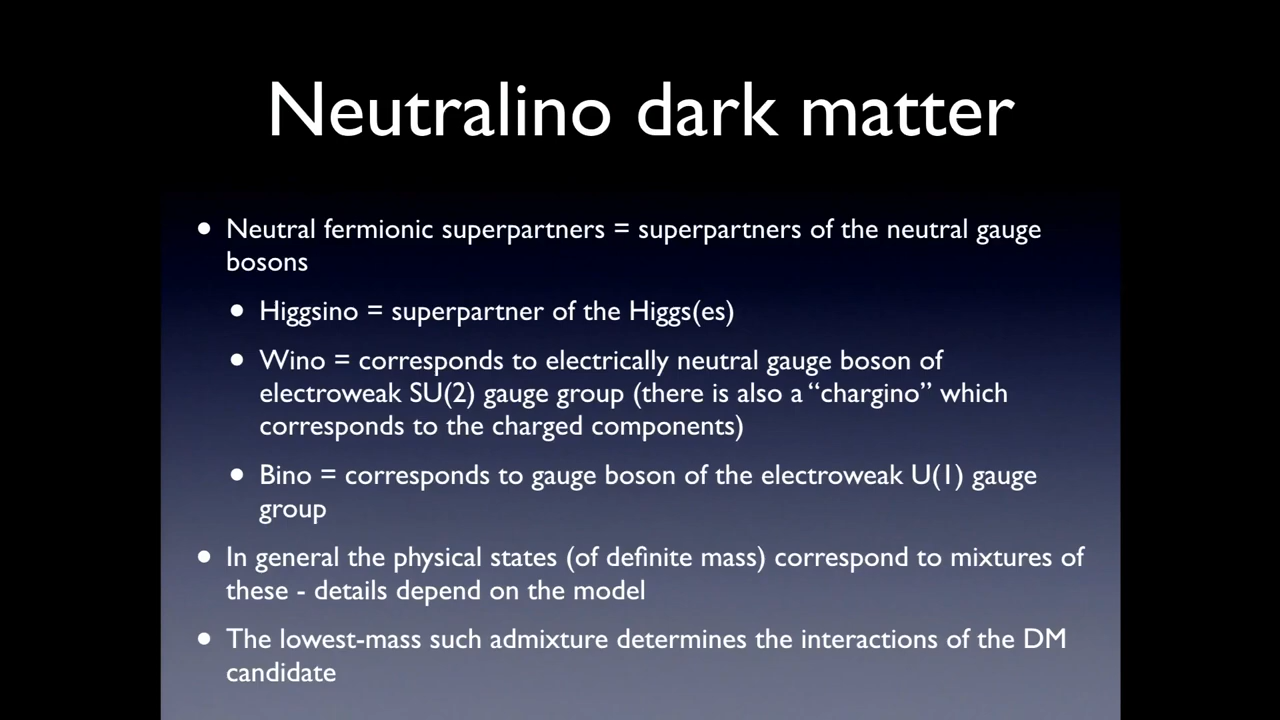 Neutralino dark matter
• Neutral fermionic superpartners = superpartners of the neutral gauge
bosons
• Higgsino = superpartner of the Higgs(es)
• Wino = corresponds to electrically neutral gauge boson of
electroweak SU(2) gauge group (there is also a “chargino” which
corresponds to the charged components)
• Bino = corresponds to gauge boson of the electroweak U(1) gauge
group
• In general the physical states (of definite mass) correspond to mixtures of
these - details depend on the model
• The lowest-mass such admixture determines the interactions of the DM
candidate